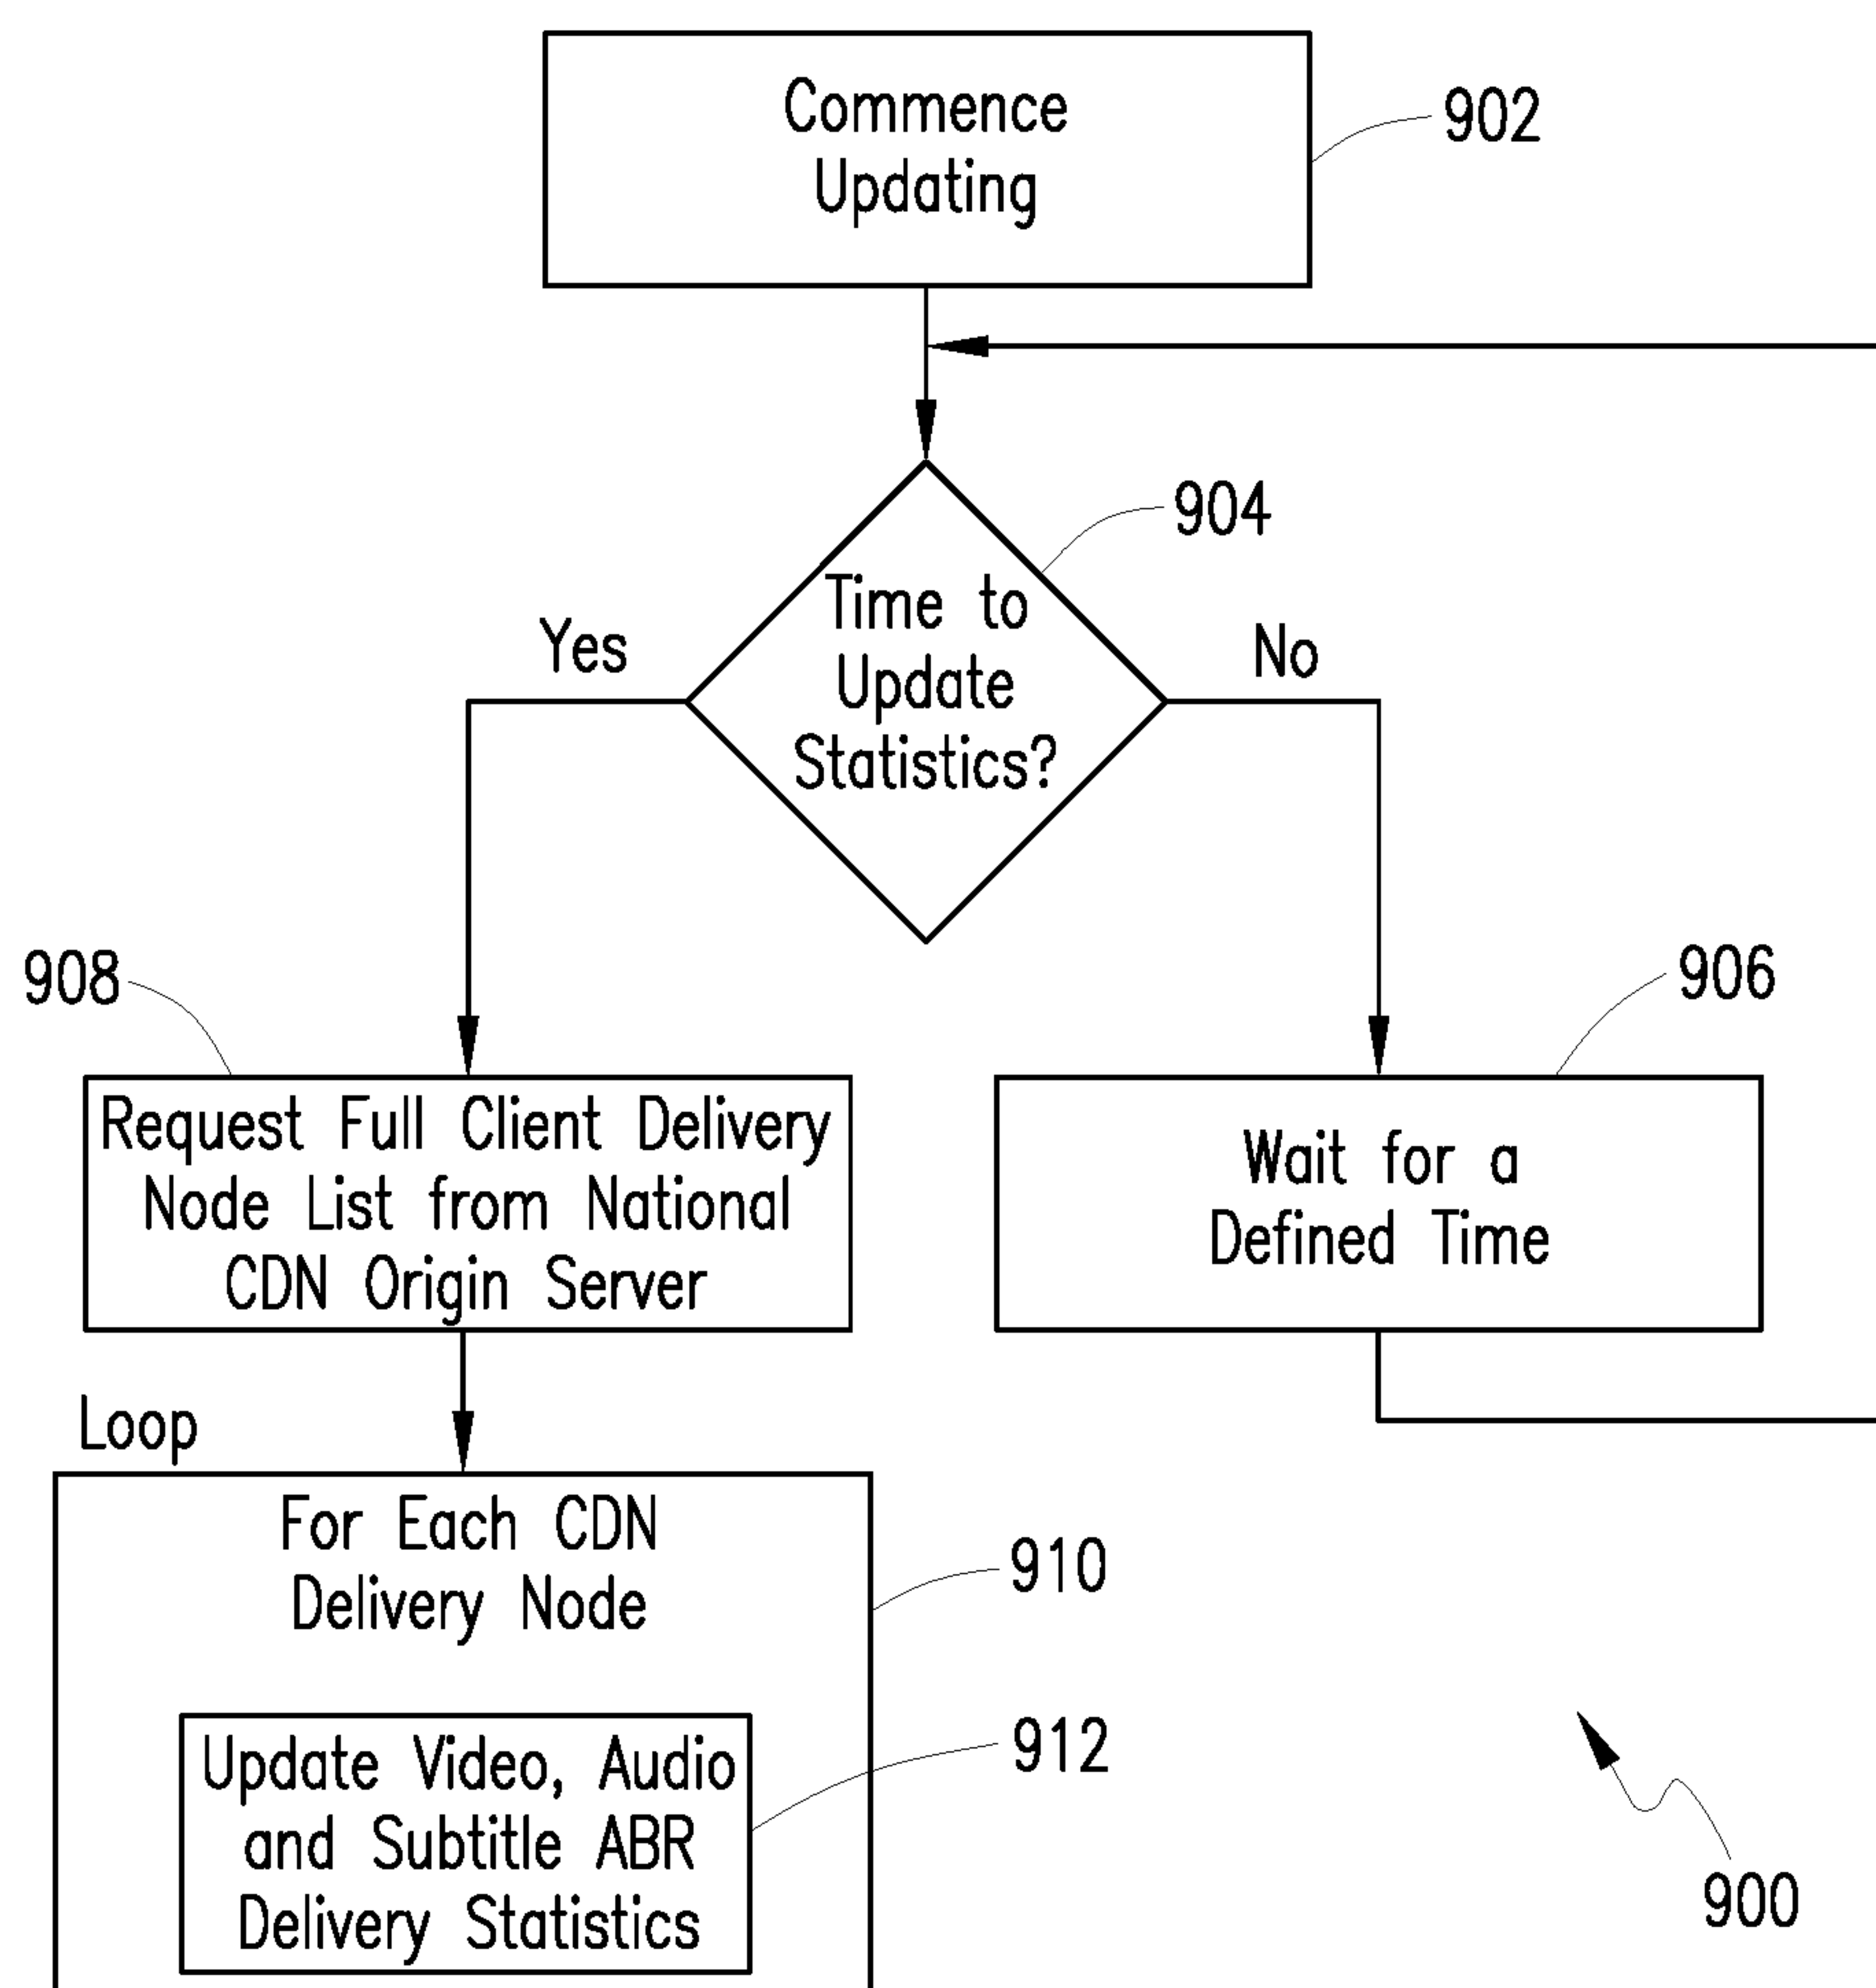 Commence
Updating
902
904
Time to
Update
Statistics?
Yes
No
908
906
Request Full Client Delivery
Node List from National
CDN Origin Server
Wait for a
Defined Time
Loop
For Each CDN
Delivery Node
910
Update Video, Audio
and Subtitle ABR
Delivery Statistics
912
900